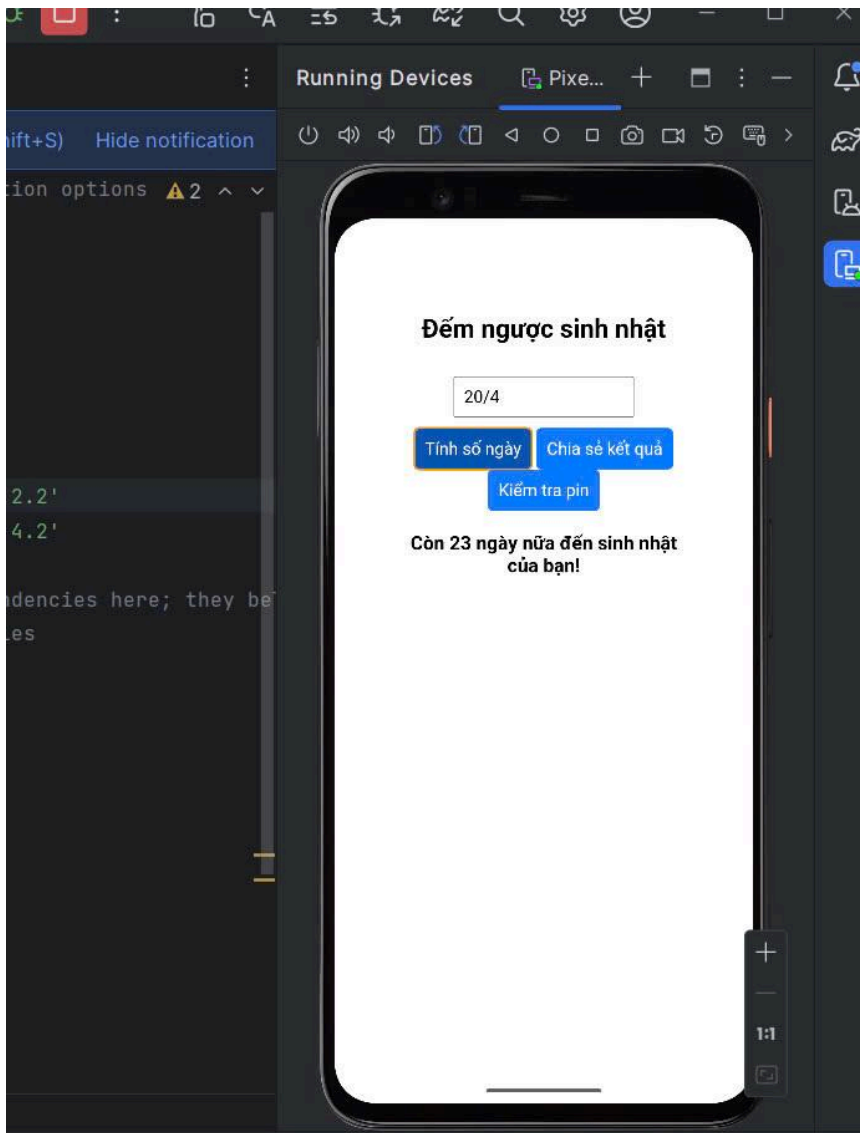 Running Devices
Pixe...
ift+S) Hide notification
tion options 2
Đếm ngược sinh nhật
20/4
Tính số ngày
Chia sẻ kết quả
Kiểm tra pin
2.2'
4.2'
Còn 23 ngày nữa đến sinh nhật
của bạn!
ndencies here; they be
les
1:1